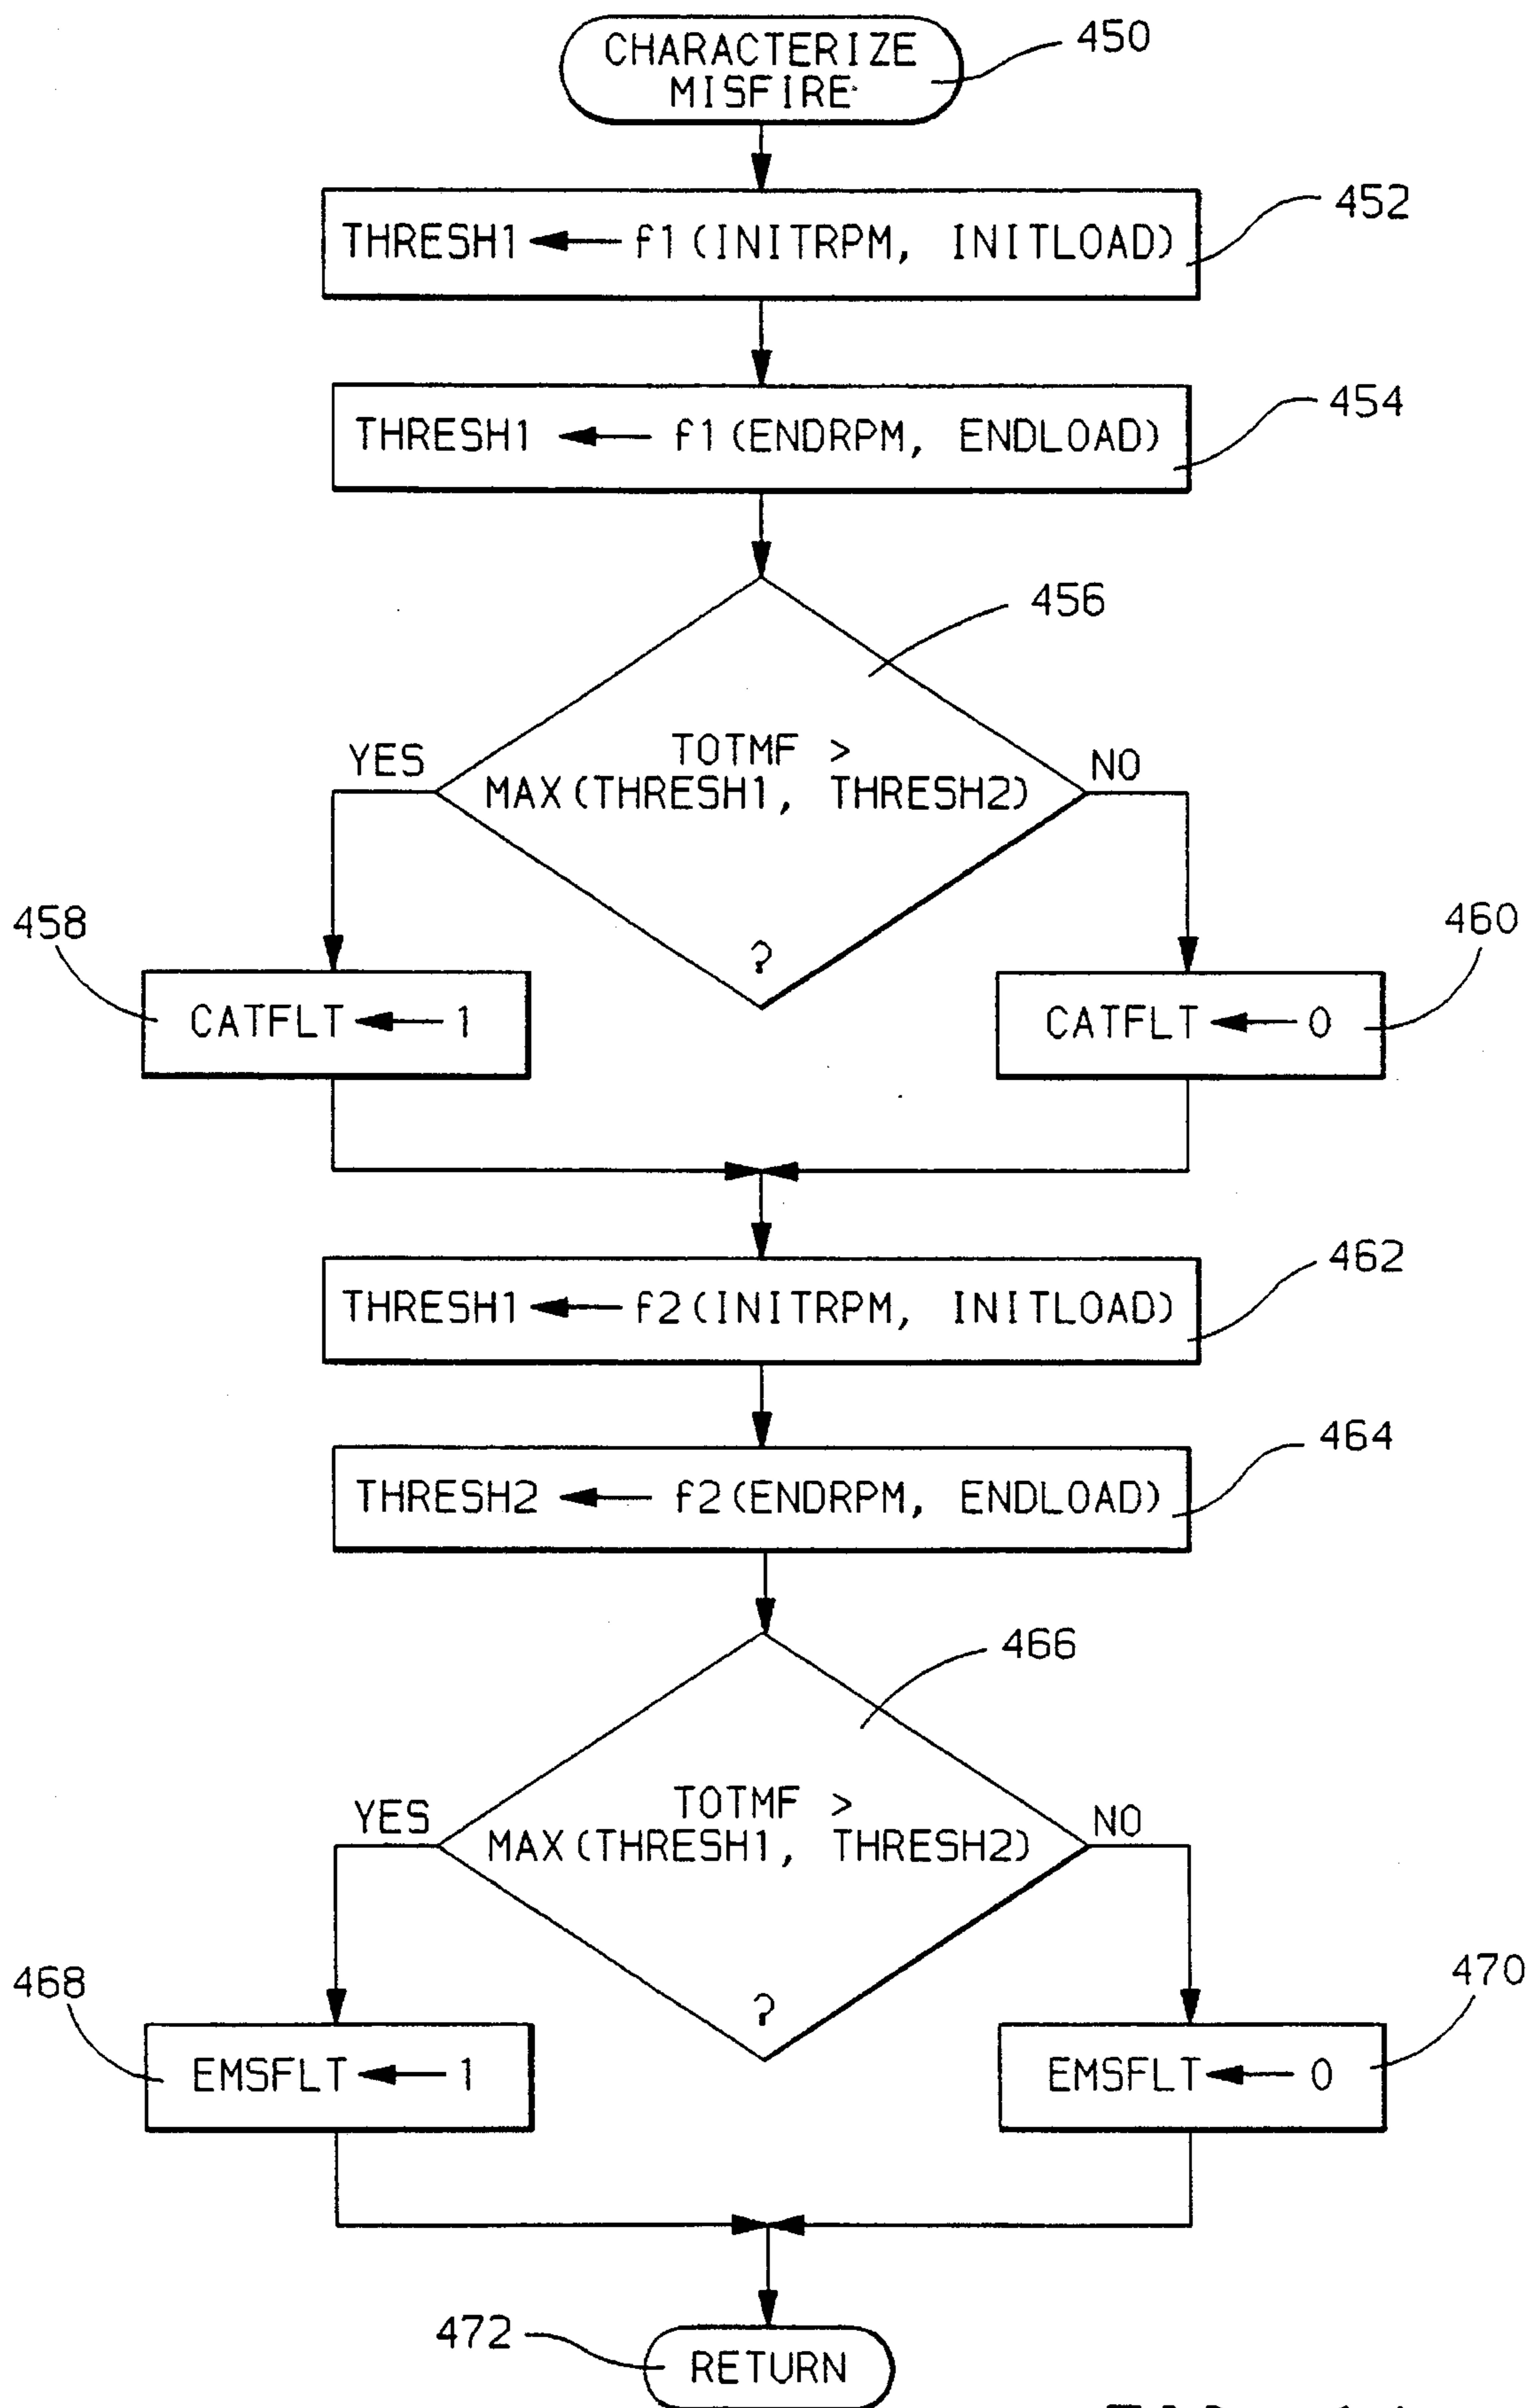 CHARACTERIZE
MISFIRE
450
THRESH1 ← f1(INITRPM, INITLOAD)
452
THRESH1 ← f1(ENDRPM, ENDLOAD)
454
456
TOTMF >
MAX(THRESH1, THRESH2)
?
YES
NO
458
CATFLT ← 1
460
CATFLT ← 0
THRESH1 ← f2(INITRPM, INITLOAD)
462
THRESH2 ← f2(ENDRPM, ENDLOAD)
464
466
TOTMF >
MAX(THRESH1, THRESH2)
?
YES
NO
468
EMSFLT ← 1
470
EMSFLT ← 0
472
RETURN